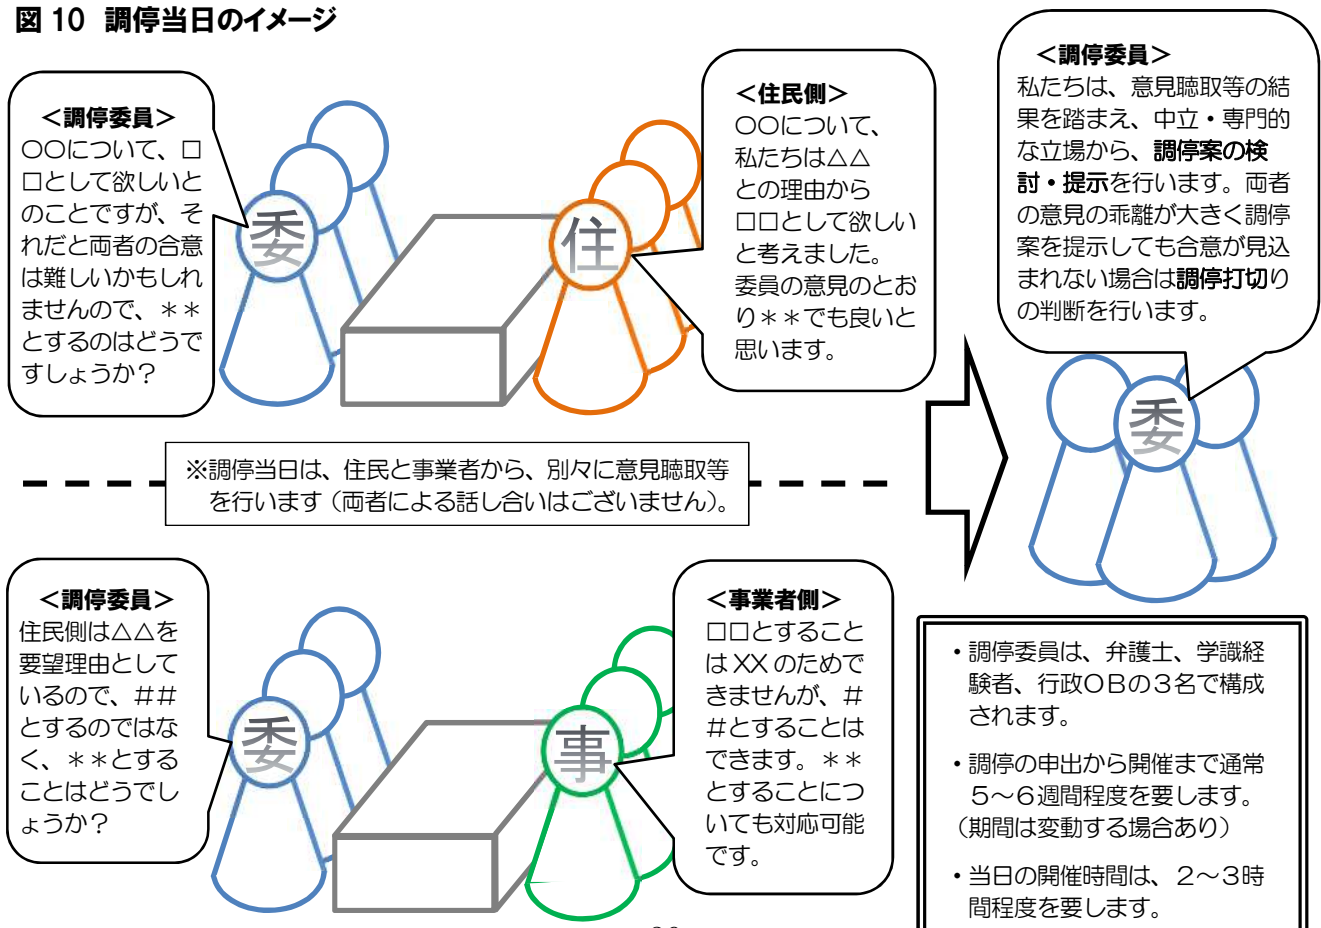 図 10 調停当日のイメージ
＜調停委員＞
〇〇について、□
□として欲しいと
のことですが、そ
れだと両者の合意
は難しいかもしれ
ませんので、＊＊
とするのはどうで
すしょうか？
委
住
＜住民側＞
〇〇について、
私たちは△△
との理由から
□□として欲しい
と考えました。
委員の意見のとお
り＊＊でも良いと
思います。
※調停当日は、住民と事業者から、別々に意見聴取等
を行います（両者による話し合いはございません）。
＜調停委員＞
住民側は△△を
要望理由として
いるので、＃＃
とするのではな
く、＊＊とする
ことはどうでし
ょうか？
委
事
＜事業者側＞
□□とすること
は XX のためで
きませんが、＃
＃とすることは
できます。＊＊
とすることにつ
いても対応可能
です。
＜調停委員＞
私たちは、意見聴取等の結
果を踏まえ、中立・専門的
な立場から、調停案の検
討・提示を行います。両者
の意見の乖離が大きく調停
案を提示しても合意が見込
まれない場合は調停打切り
の判断を行います。
委
・調停委員は、弁護士、学識経
験者、行政ＯＢの３名で構成
されます。
・調停の申出から開催まで通常
５～６週間程度を要します。
（期間は変動する場合あり）
・当日の開催時間は、２～３時
間程度を要します。